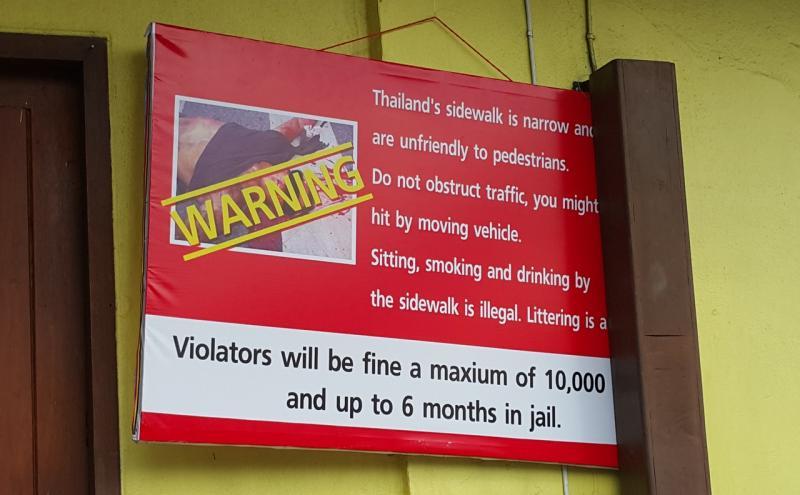 WARNING
Thailand's sidewalk is narrow and
are unfriendly to pedestrians.
Do not obstruct traffic, you might
hit by moving vehicle.
Sitting, smoking and drinking by
the sidewalk is illegal. Littering is a
Violators will be fine a maxium of 10,000
and up to 6 months in jail.